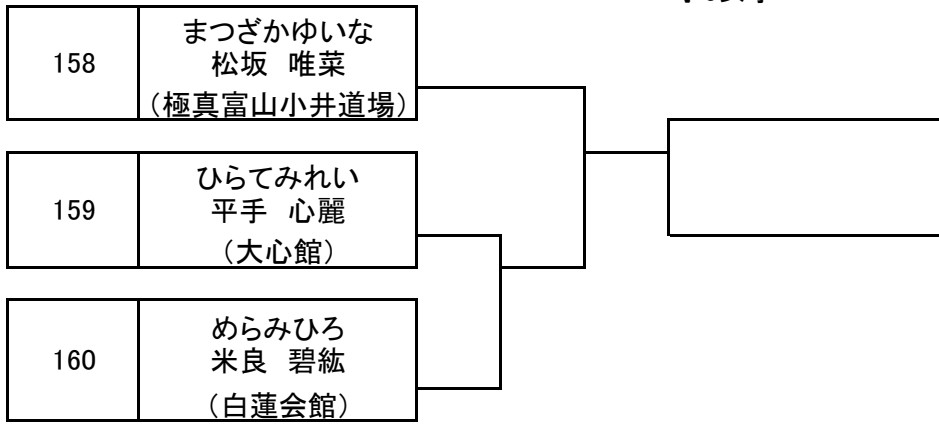 158
まつざかゆいな
松坂 唯菜
（極真富山小井道場）
159
ひらてみれい
平手 心麗
（大心館）
160
めらみひろ
米良 碧紘
（白蓮会館）